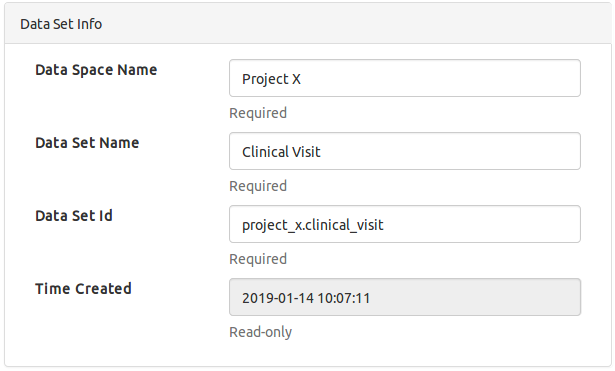 Data Set Info
Data Space Name
Project X
Required
Data Set Name
Clinical Visit
Required
Data Set Id
project_x.clinical_visit
Required
Time Created
2019-01-14 10:07:11
Read-only